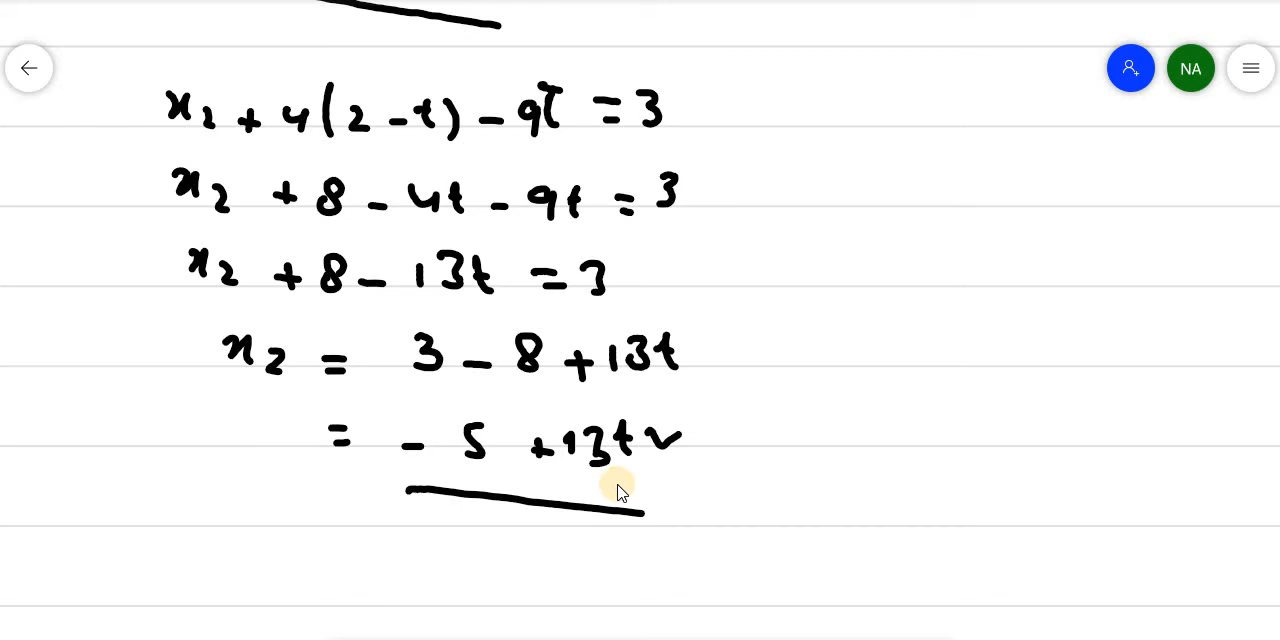 NA
x₂ + 4(2 - t) - 9t = 3
x₂ + 8 - 4t - 9t = 3
x₂ + 8 - 13t = 3
x₂ = 3 - 8 + 13t
= - 5 + 13t